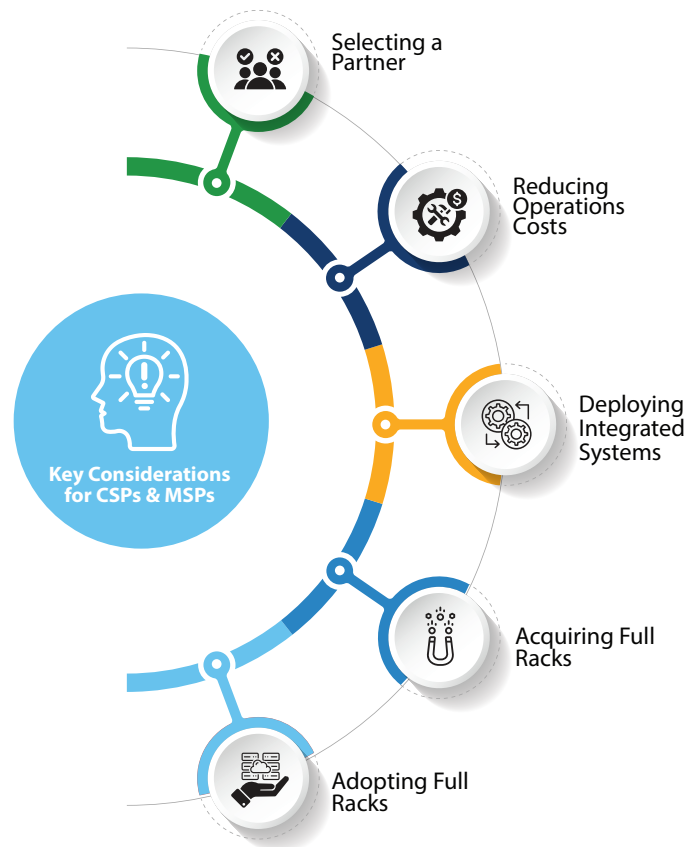 Selecting a
Partner
Reducing
Operations
Costs
$
Deploying
Integrated
Systems
Key Considerations
for CSPs & MSPs
Acquiring Full
Racks
Adopting Full
Racks